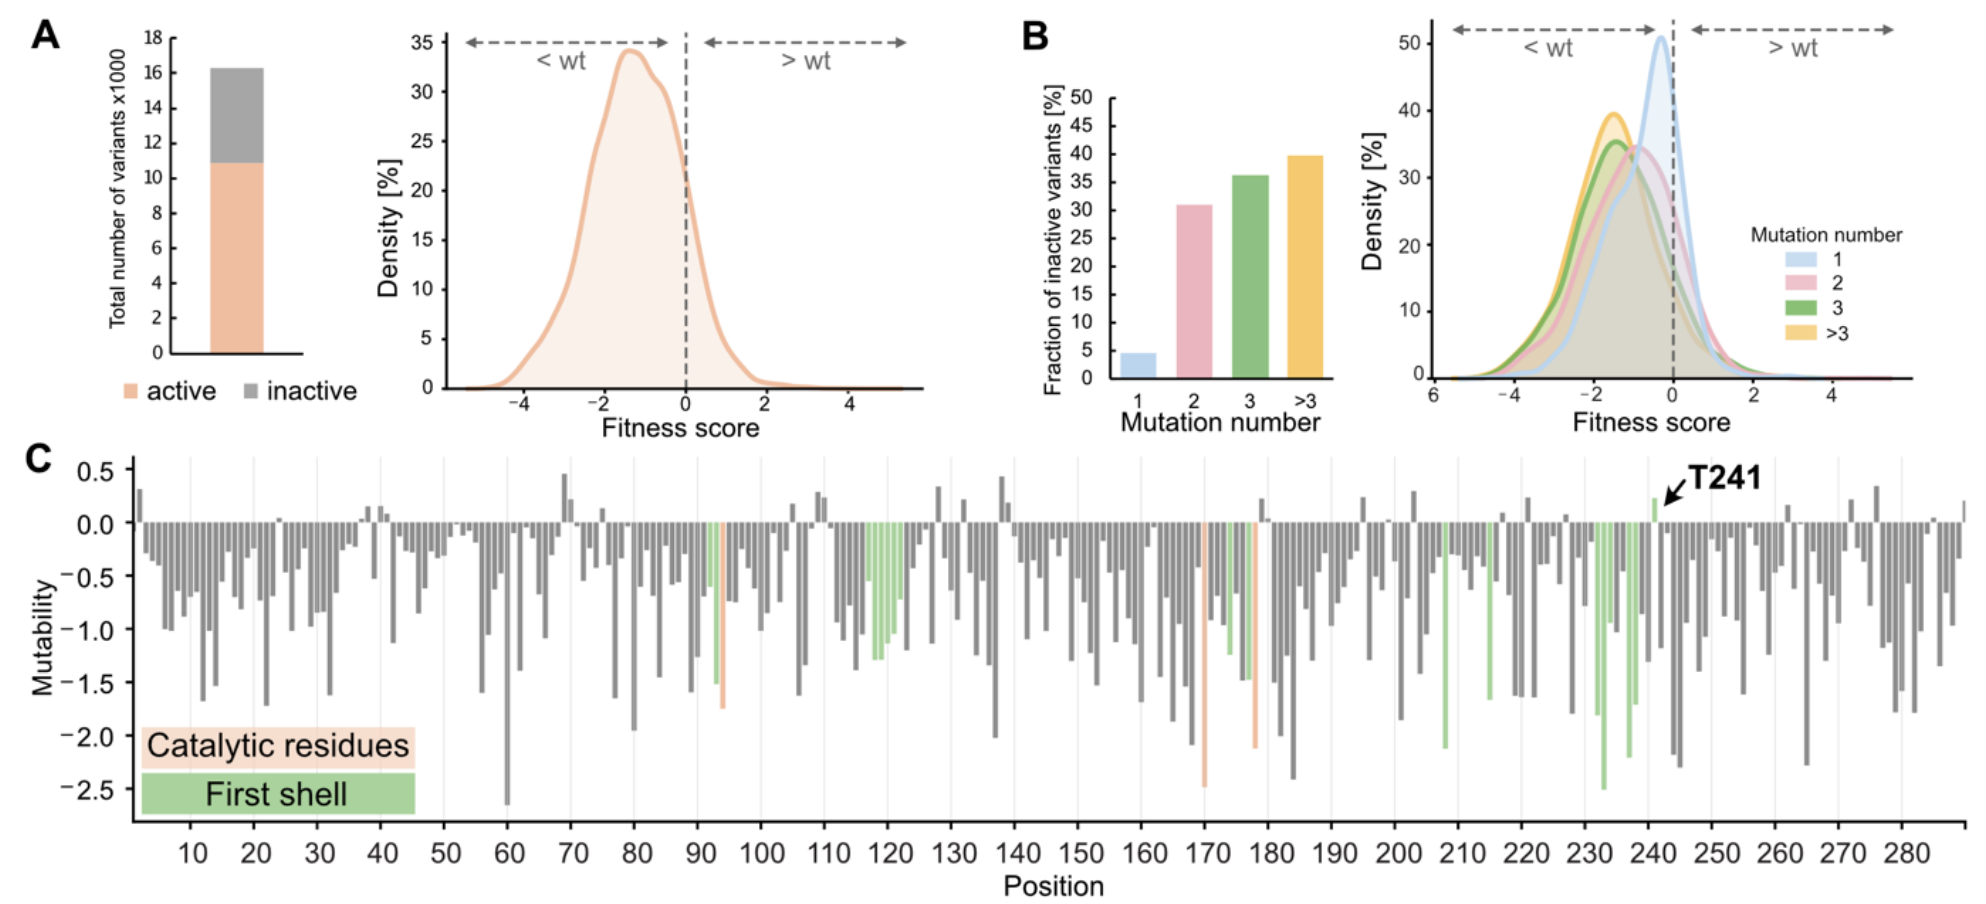 A
Total number of variants x1000
18
16
14
12
10
8
6
4
2
0
active
inactive
Density [%]
35
30
25
20
15
10
5
0
< wt
> wt
−4
−2
0
2
4
Fitness score
B
Fraction of inactive variants [%]
50
45
40
35
30
25
20
15
10
5
0
1
2
3
>3
Mutation number
Density [%]
50
40
30
20
10
0
< wt
> wt
Mutation number
1
2
3
>3
6
−4
−2
0
2
4
Fitness score
C
Mutability
0.5
0.0
−0.5
−1.0
−1.5
−2.0
−2.5
T241
Catalytic residues
First shell
10 20 30 40 50 60 70 80 90 100 110 120 130 140 150 160 170 180 190 200 210 220 230 240 250 260 270 280
Position